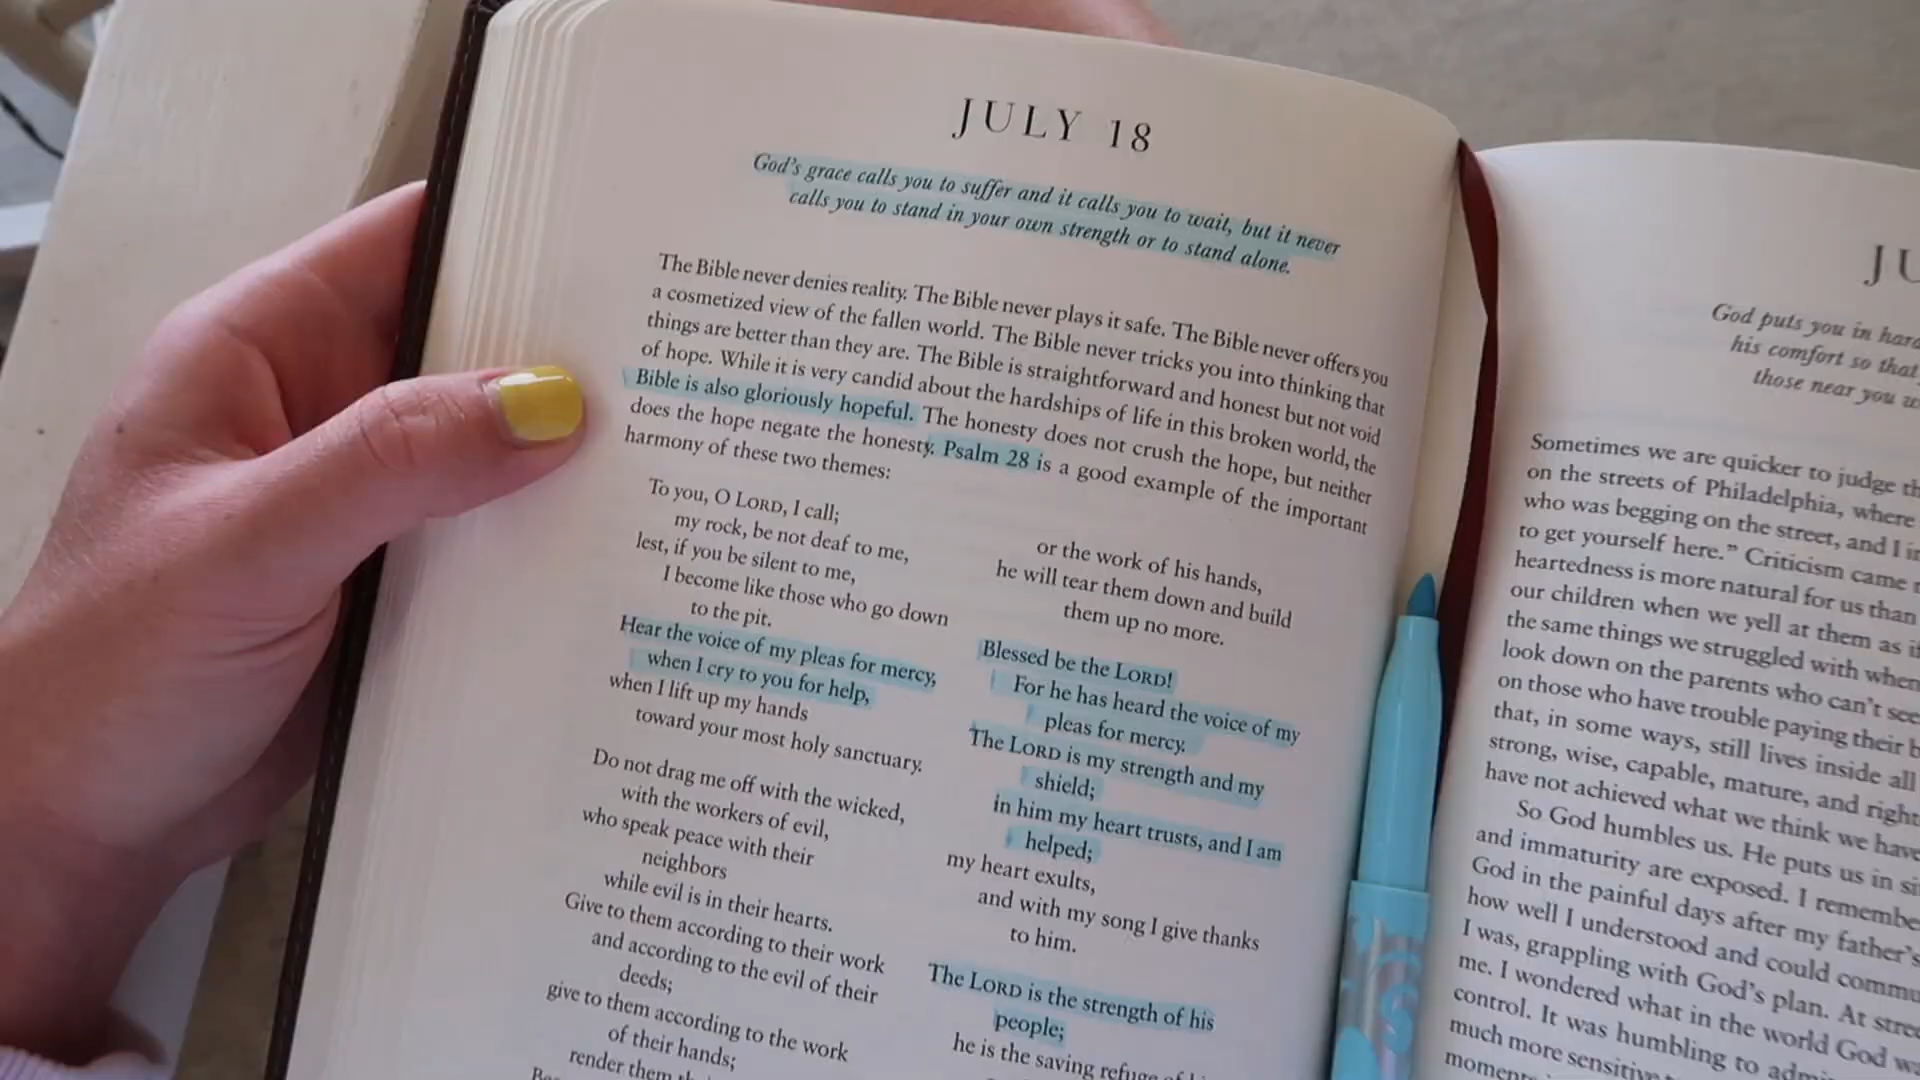 JULY 18
God's grace calls you to suffer and it calls you to wait, but it never
calls you to stand in your own strength or to stand alone.
The Bible never denies reality. The Bible never plays it safe. The Bible never offers you
a cosmetized view of the fallen world. The Bible never tricks you into thinking that
things are better than they are. The Bible is straightforward and honest but not void
of hope. While it is very candid about the hardships of life in this broken world, the
Bible is also gloriously hopeful. The honesty does not crush the hope, but neither
does the hope negate the honesty. Psalm 28 is a good example of the important
harmony of these two themes:
To you, O LORD, I call;
my rock, be not deaf to me,
lest, if you be silent to me,
I become like those who go down
to the pit.
Hear the voice of my pleas for mercy,
when I cry to you for help,
when I lift up my hands
toward your most holy sanctuary.
Do not drag me off with the wicked,
with the workers of evil,
who speak peace with their
neighbors
while evil is in their hearts.
Give to them according to their work
and according to the evil of their
deeds;
give to them according to the work
of their hands;
render them
or the work of his hands,
he will tear them down and build
them up no more.
Blessed be the LORD!
For he has heard the voice of my
pleas for mercy.
The LORD is my strength and my
shield;
in him my heart trusts, and I am
helped;
my heart exults,
and with my song I give thanks
to him.
The LORD is the strength of his
people;
he is the saving refuge
JU
God puts you in hard
his comfort so that
those near you
Sometimes we are quicker to judge
on the streets of Philadelphia, where
who was begging on the street, and I
to get yourself here." Criticism came
heartedness is more natural for us than
our children when we yell at them as
the same things we struggled with when
look down on the parents who can't see
on those who have trouble paying their
that, in some ways, still lives inside all
strong, wise, capable, mature, and right
have not achieved what we think we have
So God humbles us. He puts us in
and immaturity are exposed. I remember
God in the painful days after my father's
how well I understood and could
I was, grappling with God's plan. At
me. I wondered what in the world God
control. It was humbling to
much more sensitive
moments